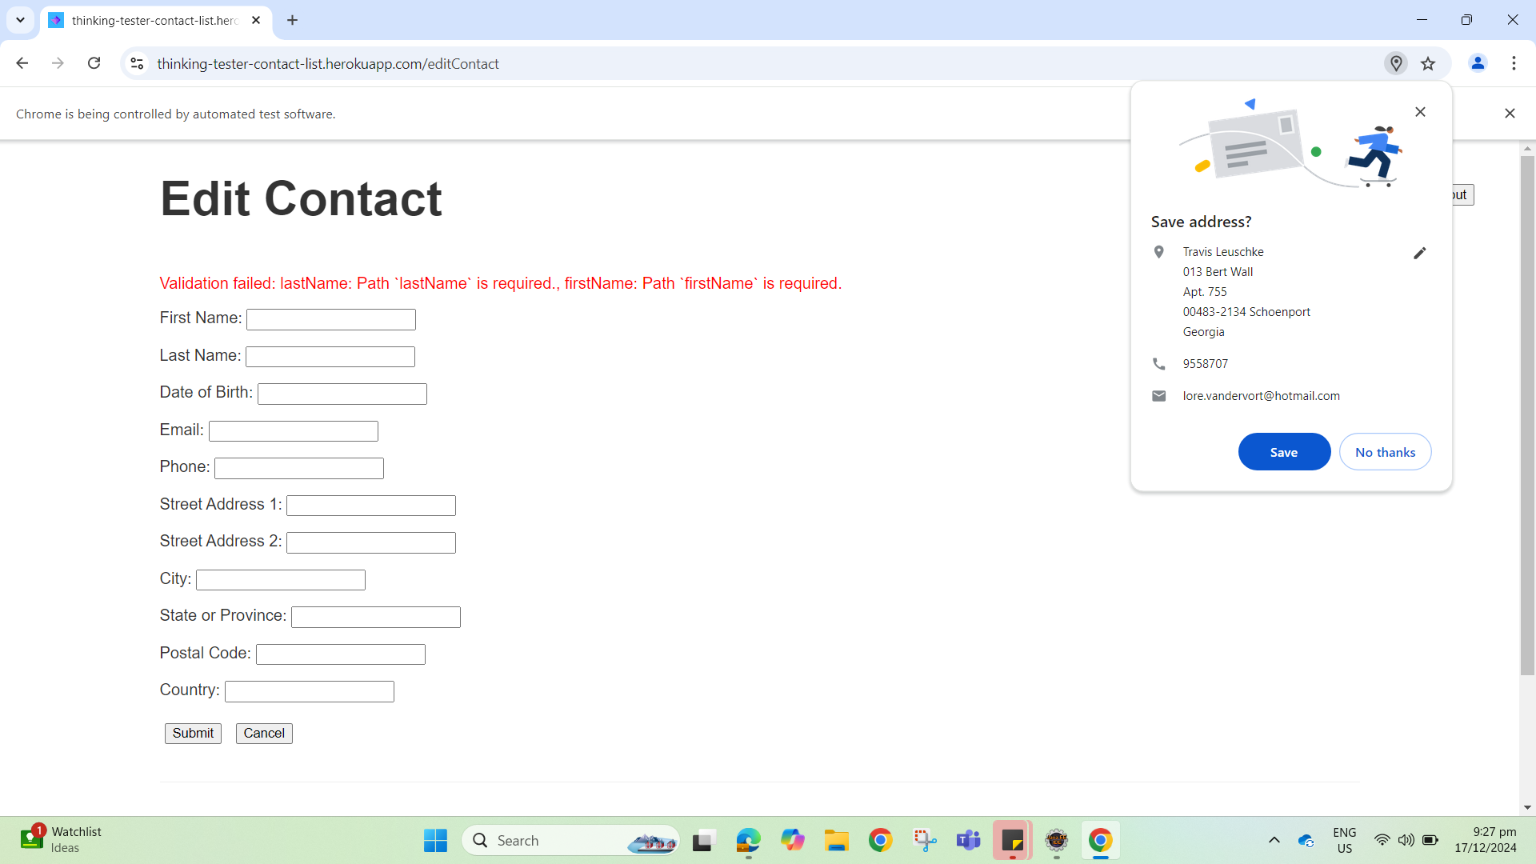 thinking-tester-contact-list.hero
thinking-tester-contact-list.herokuapp.com/editContact
Chrome is being controlled by automated test software.
Edit Contact
out
Validation failed: lastName: Path `lastName` is required., firstName: Path `firstName` is required.
First Name:
Last Name:
Date of Birth:
Email:
Phone:
Street Address 1:
Street Address 2:
City:
State or Province:
Postal Code:
Country:
Submit
Cancel
Save address?
Travis Leuschke
013 Bert Wall
Apt. 755
00483-2134 Schoenport
Georgia
9558707
lore.vandervort@hotmail.com
Save
No thanks
1
Watchlist
Ideas
Search
ENG
US
9:27 pm
17/12/2024